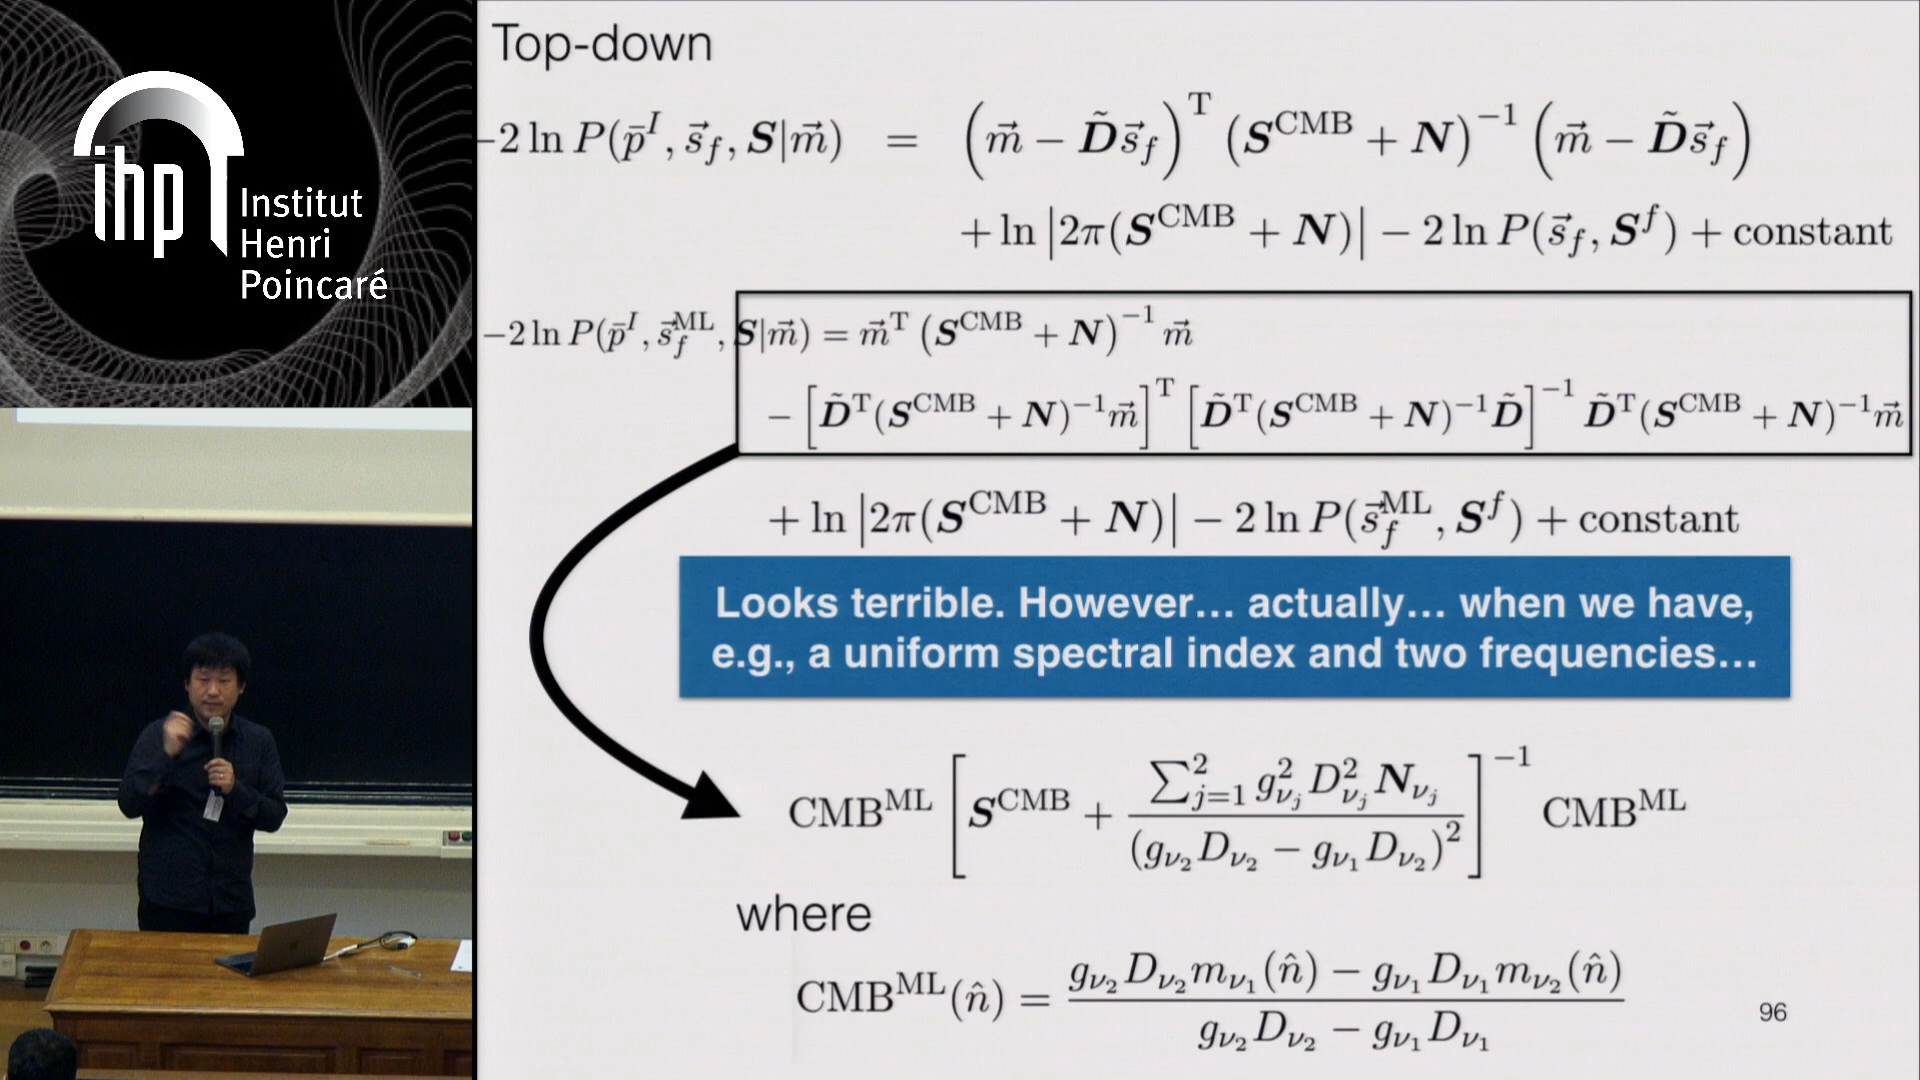 ihp
Institut
Henri
Poincaré
Top-down
−2 ln P(p̄^I, s⃗_f, S|m⃗) = (m⃗ − D̃s⃗_f)^T (S^CMB + N)^−1 (m⃗ − D̃s⃗_f)
+ ln |2π(S^CMB + N)| − 2 ln P(s⃗_f, S^f) + constant
−2 ln P(p̄^I, s⃗_f^ML, S|m⃗) = m⃗^T (S^CMB + N)^−1 m⃗
− [D̃^T(S^CMB + N)^−1 m⃗]^T [D̃^T(S^CMB + N)^−1 D̃]^−1 D̃^T(S^CMB + N)^−1 m⃗
+ ln |2π(S^CMB + N)| − 2 ln P(s⃗_f^ML, S^f) + constant
Looks terrible. However... actually... when we have,
e.g., a uniform spectral index and two frequencies...
CMB^ML [S^CMB + (∑_{j=1}^2 g_{ν_j}^2 D_{ν_j}^2 N_{ν_j}) / (g_{ν_2} D_{ν_2} − g_{ν_1} D_{ν_2})^2]^−1 CMB^ML
where
CMB^ML(n̂) = (g_{ν_2} D_{ν_2} m_{ν_1}(n̂) − g_{ν_1} D_{ν_1} m_{ν_2}(n̂)) / (g_{ν_2} D_{ν_2} − g_{ν_1} D_{ν_1})
96